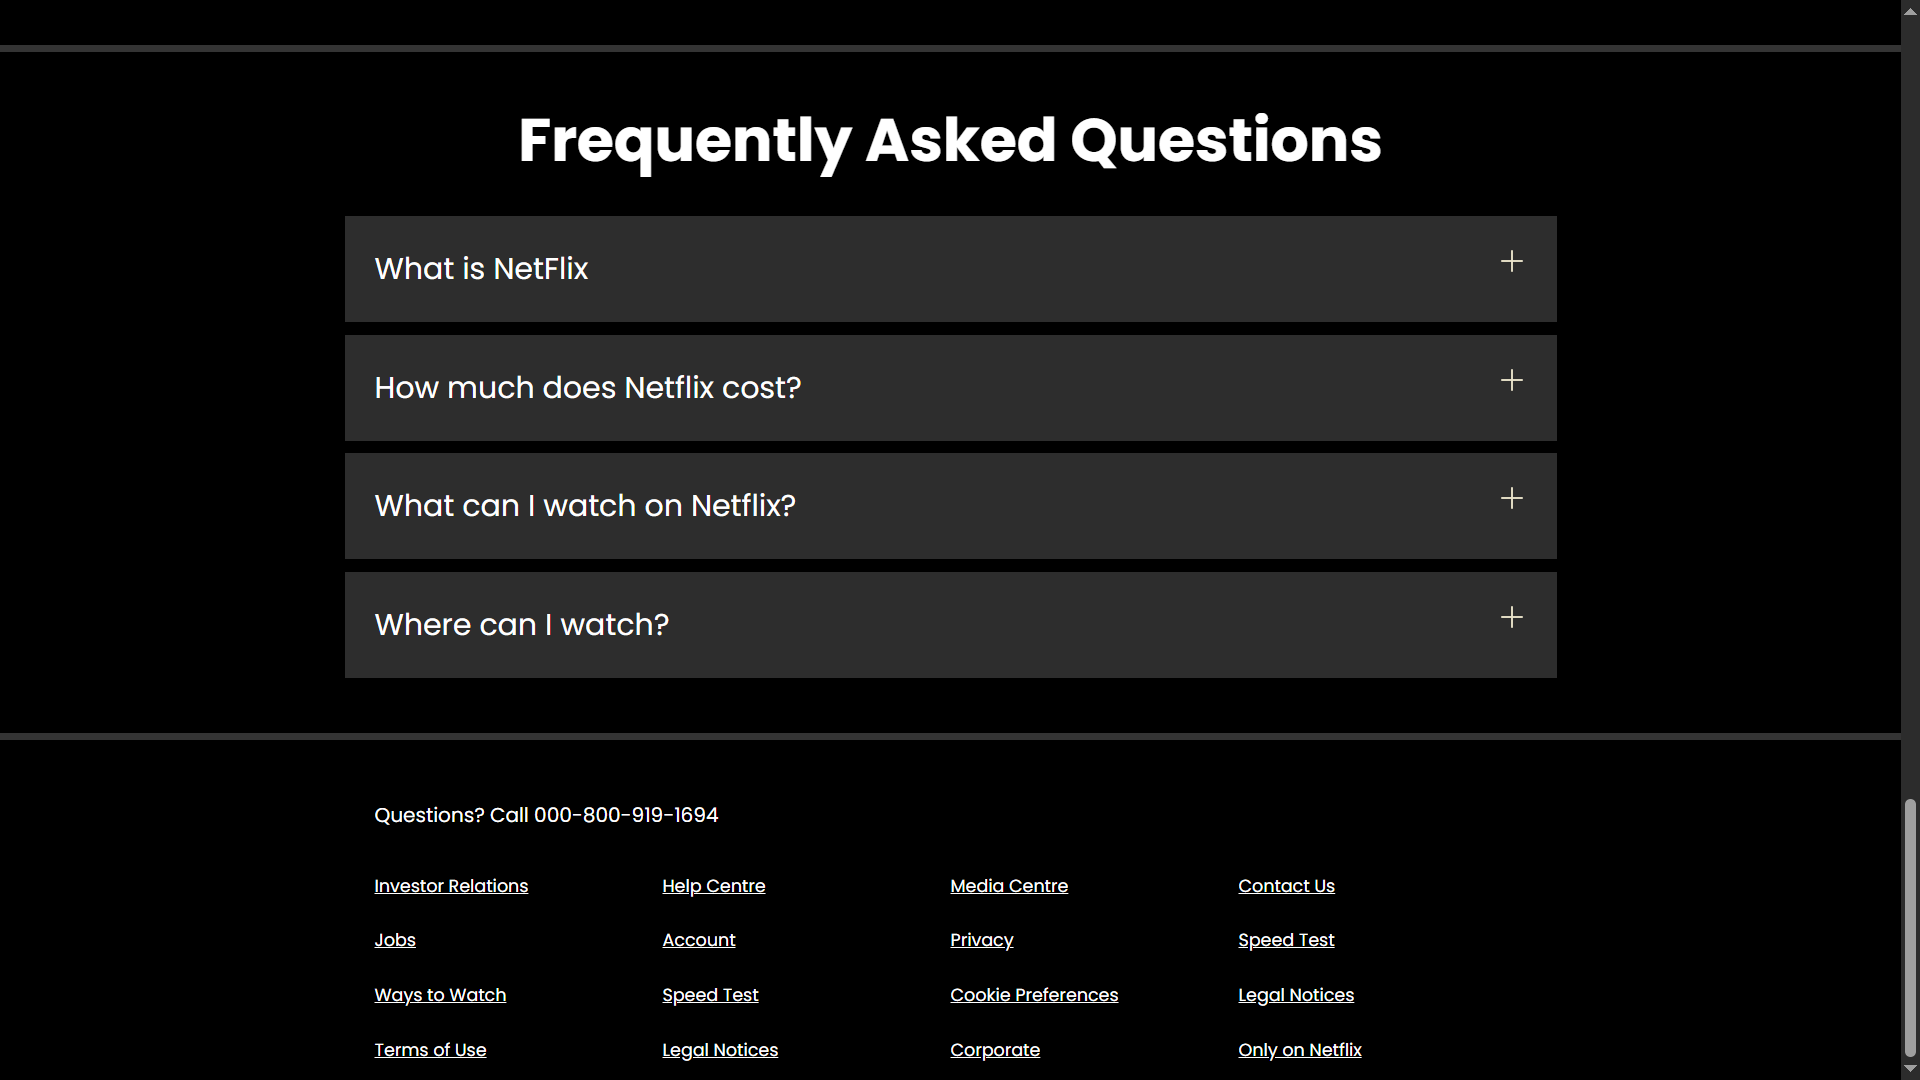 Frequently Asked Questions
What is NetFlix
How much does Netflix cost?
What can I watch on Netflix?
Where can I watch?
Questions? Call 000-800-919-1694
Investor Relations Help Centre Media Centre Contact Us
Jobs Account Privacy Speed Test
Ways to Watch Speed Test Cookie Preferences Legal Notices
Terms of Use Legal Notices Corporate Only on Netflix